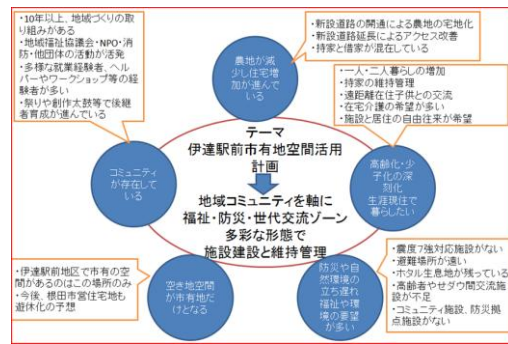 ・10年以上、地域づくりの取
り組みがある
・地域福祉協議会・NPO・消
防・他団体の活動が活発
・多様な就業経験者、ヘル
パーやワークショップ等の経
験者が多い
・祭りや創作太鼓等で後継
者育成が進んでいる
農地が減
少し住宅
増加が進ん
でいる
・新設道路の開通による農地の宅地化
・新設道路延長によるアクセス改善
・持家と借家が混在している
・一人・二人暮らしの増加
・持家の維持管理
・遠距離在住子供との交流
・在宅介護の希望が多い
・施設と居住の自由往来が希望
テーマ
伊達駅前市有地空間活用
計画
地域コミュニティを軸に
福祉・防災・世代交流ゾーン
多彩な形態で
施設建設と維持管理
コミュニティ
が存在して
いる
高齢化・少
子化の深
刻化
生涯現住で
暮らしたい
・伊達駅前地区で市有の空
間があるのはこの場所のみ
・今後、根田市営住宅地も
遊休化の予想
空き地空間
が市有地だ
けとなる
防災や自
然環境の
立ち遅れ
福祉や環
境の要望
が多い
・震度7強対応施設がない
・避難場所が遠い
・ホタル生息地が残っている
・高齢者やせダウ間交流施
設が不足
・コミュニティ施設、防災拠
点施設がない